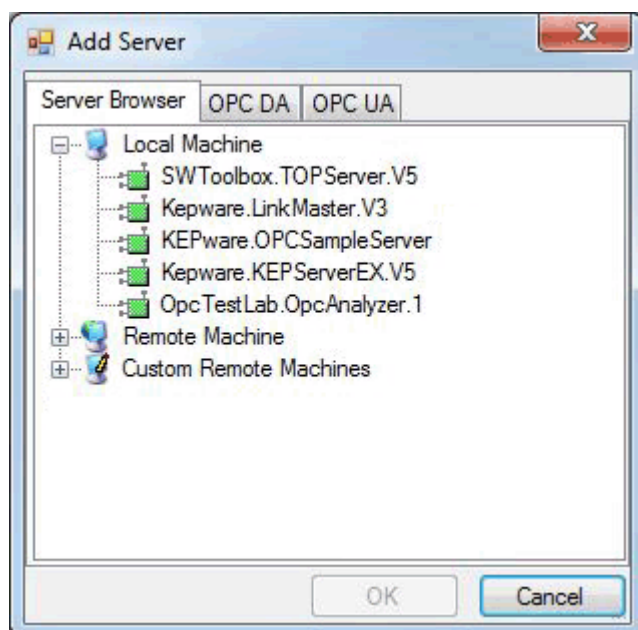 Add Server
Server Browser OPC DA OPC UA
Local Machine
SWToolbox.TOPServer.V5
Kepware.LinkMaster.V3
KEPware.OPCSampleServer
Kepware.KEPServerEX.V5
OpcTestLab.OpcAnalyzer.1
Remote Machine
Custom Remote Machines
OK Cancel